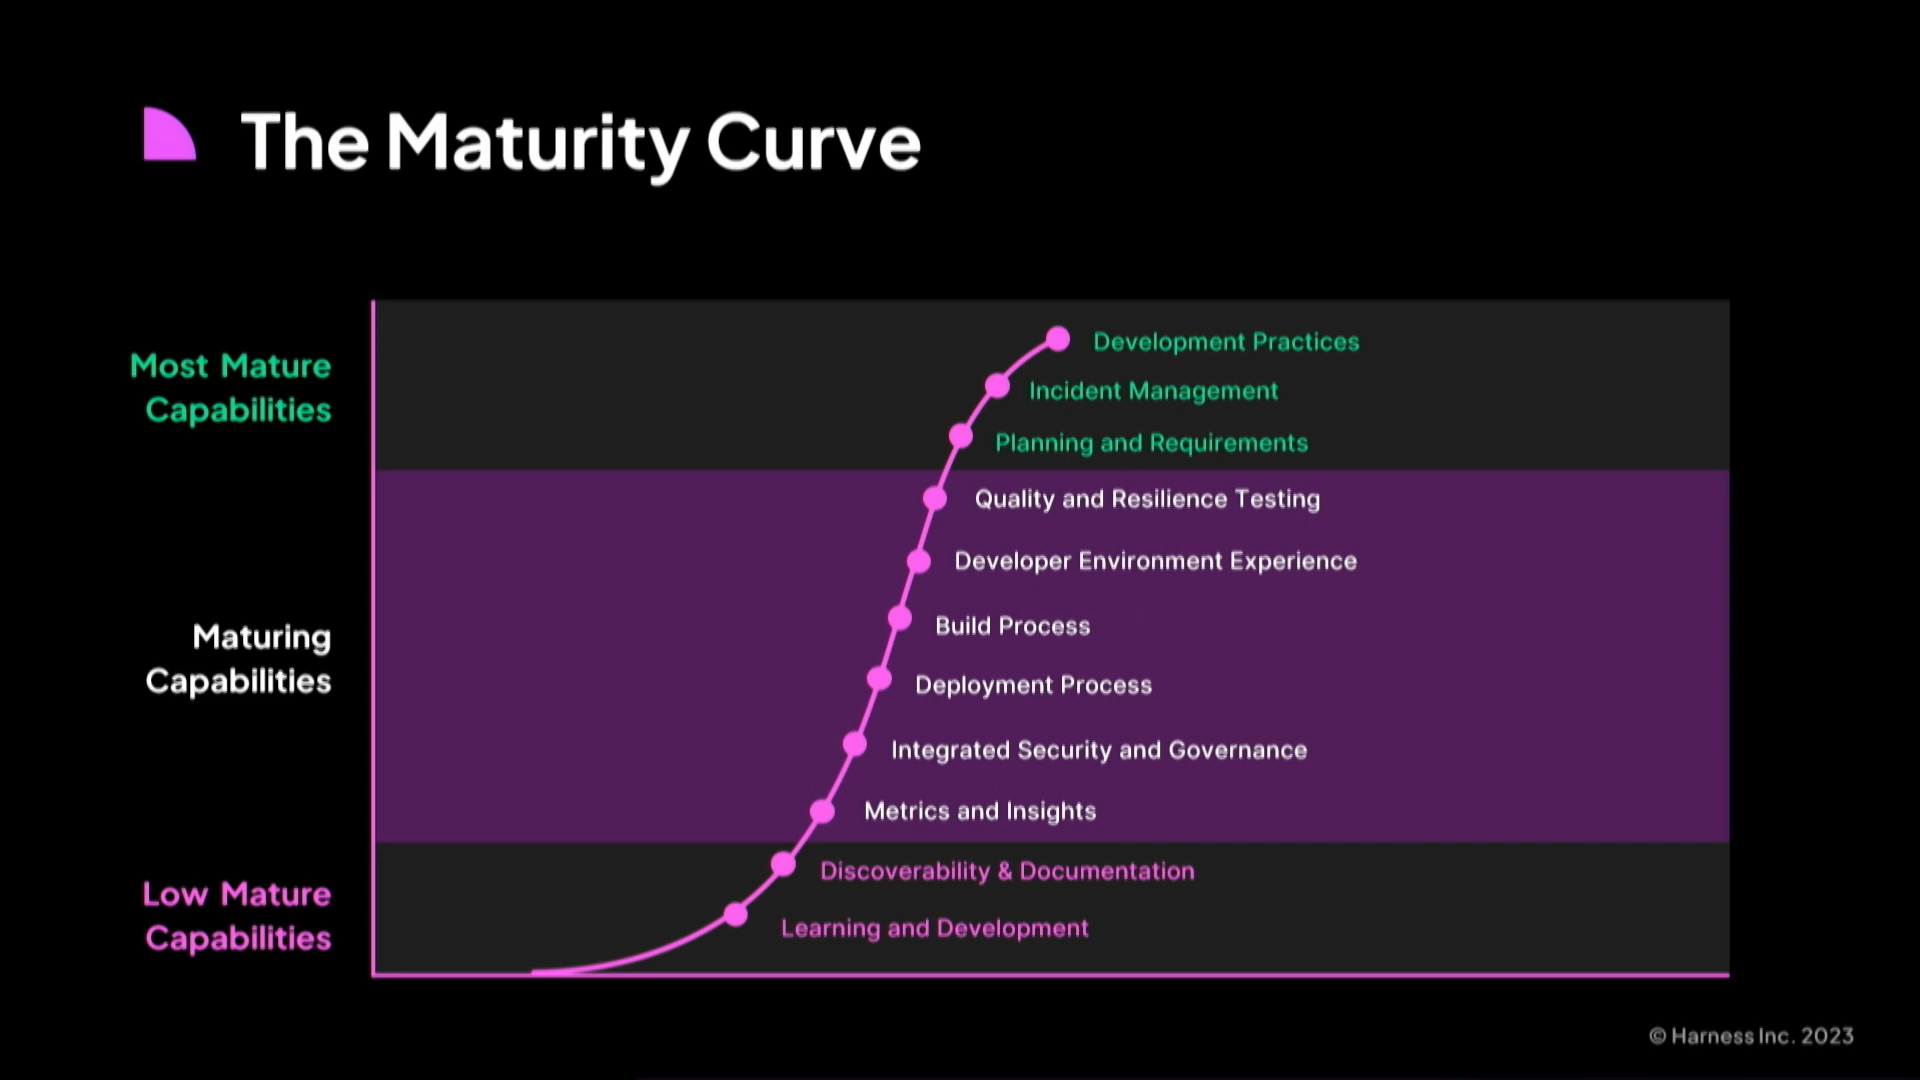 The Maturity Curve
Most Mature
Capabilities
Development Practices
Incident Management
Planning and Requirements
Maturing
Capabilities
Quality and Resilience Testing
Developer Environment Experience
Build Process
Deployment Process
Integrated Security and Governance
Metrics and Insights
Low Mature
Capabilities
Discoverability & Documentation
Learning and Development
© Harness Inc. 2023